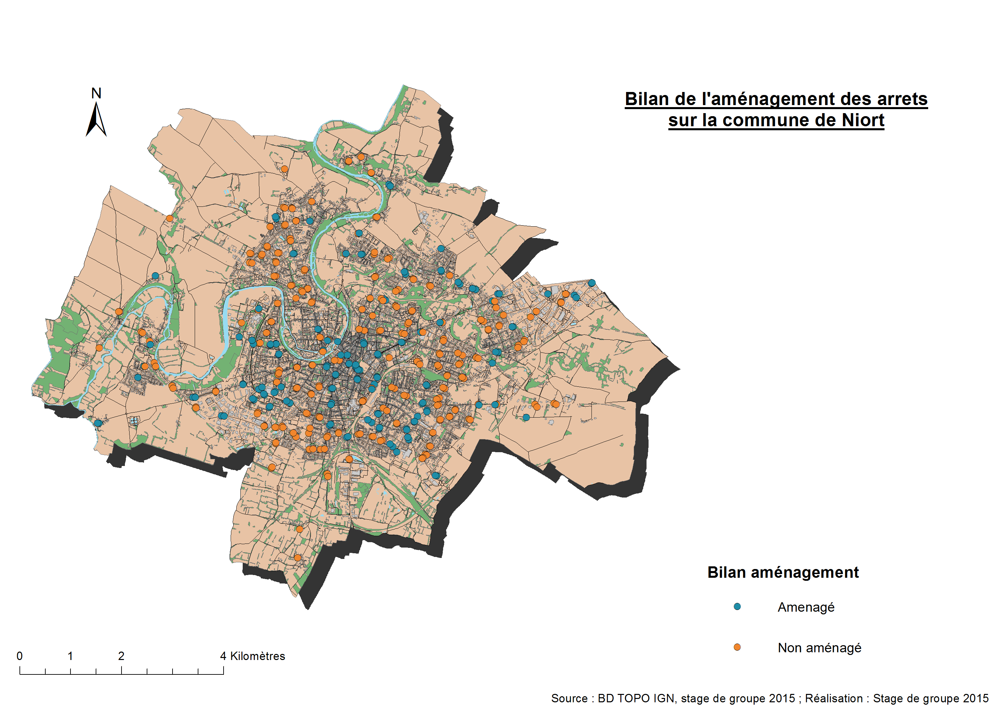 Bilan de l'aménagement des arrets
sur la commune de Niort
N
Bilan aménagement
Amenagé
Non aménagé
0 1 2 4 Kilomètres
Source : BD TOPO IGN, stage de groupe 2015 ; Réalisation : Stage de groupe 2015